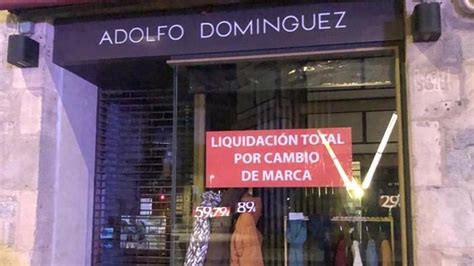 ADOLFO DOMINGUEZ
LIQUIDACIÓN TOTAL
POR CAMBIO
DE MARCA
59,79
89
29